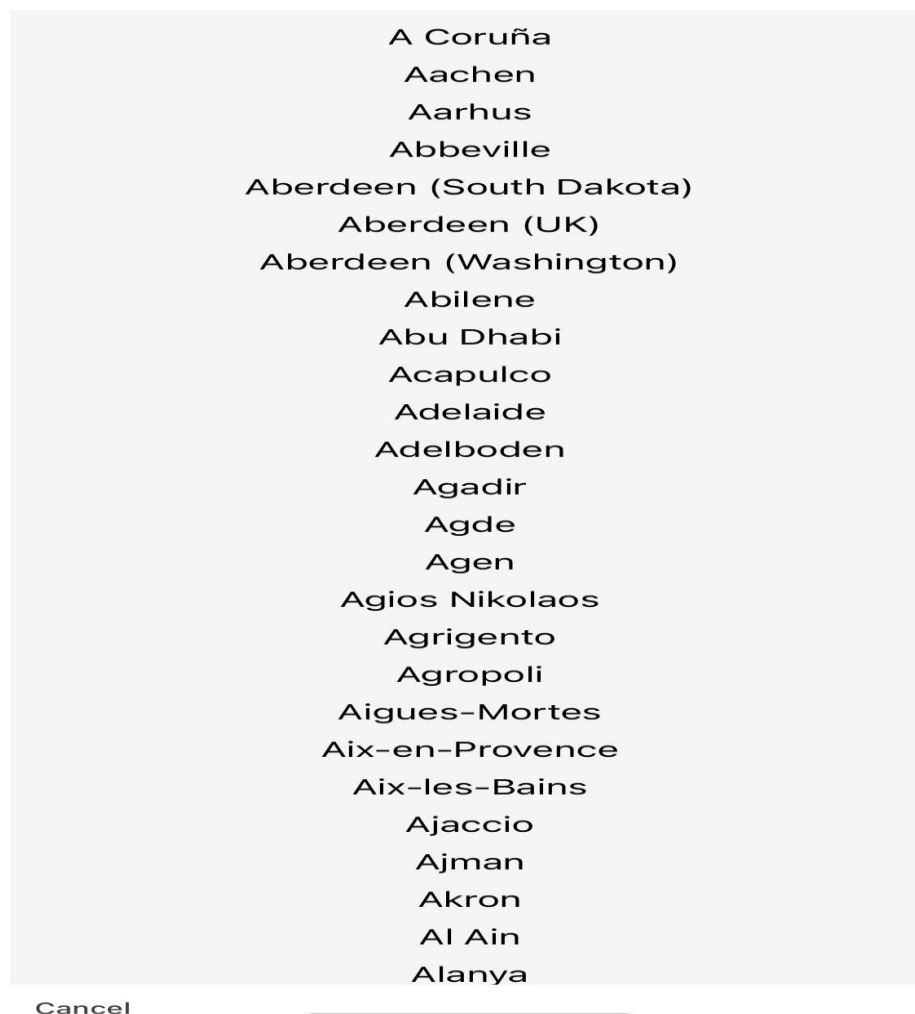 A Coruña
Aachen
Aarhus
Abbeville
Aberdeen (South Dakota)
Aberdeen (UK)
Aberdeen (Washington)
Abilene
Abu Dhabi
Acapulco
Adelaide
Adelboden
Agadir
Agde
Agen
Agios Nikolaos
Agrigento
Agropoli
Aigues-Mortes
Aix-en-Provence
Aix-les-Bains
Ajaccio
Ajman
Akron
Al Ain
Alanya
Cancel